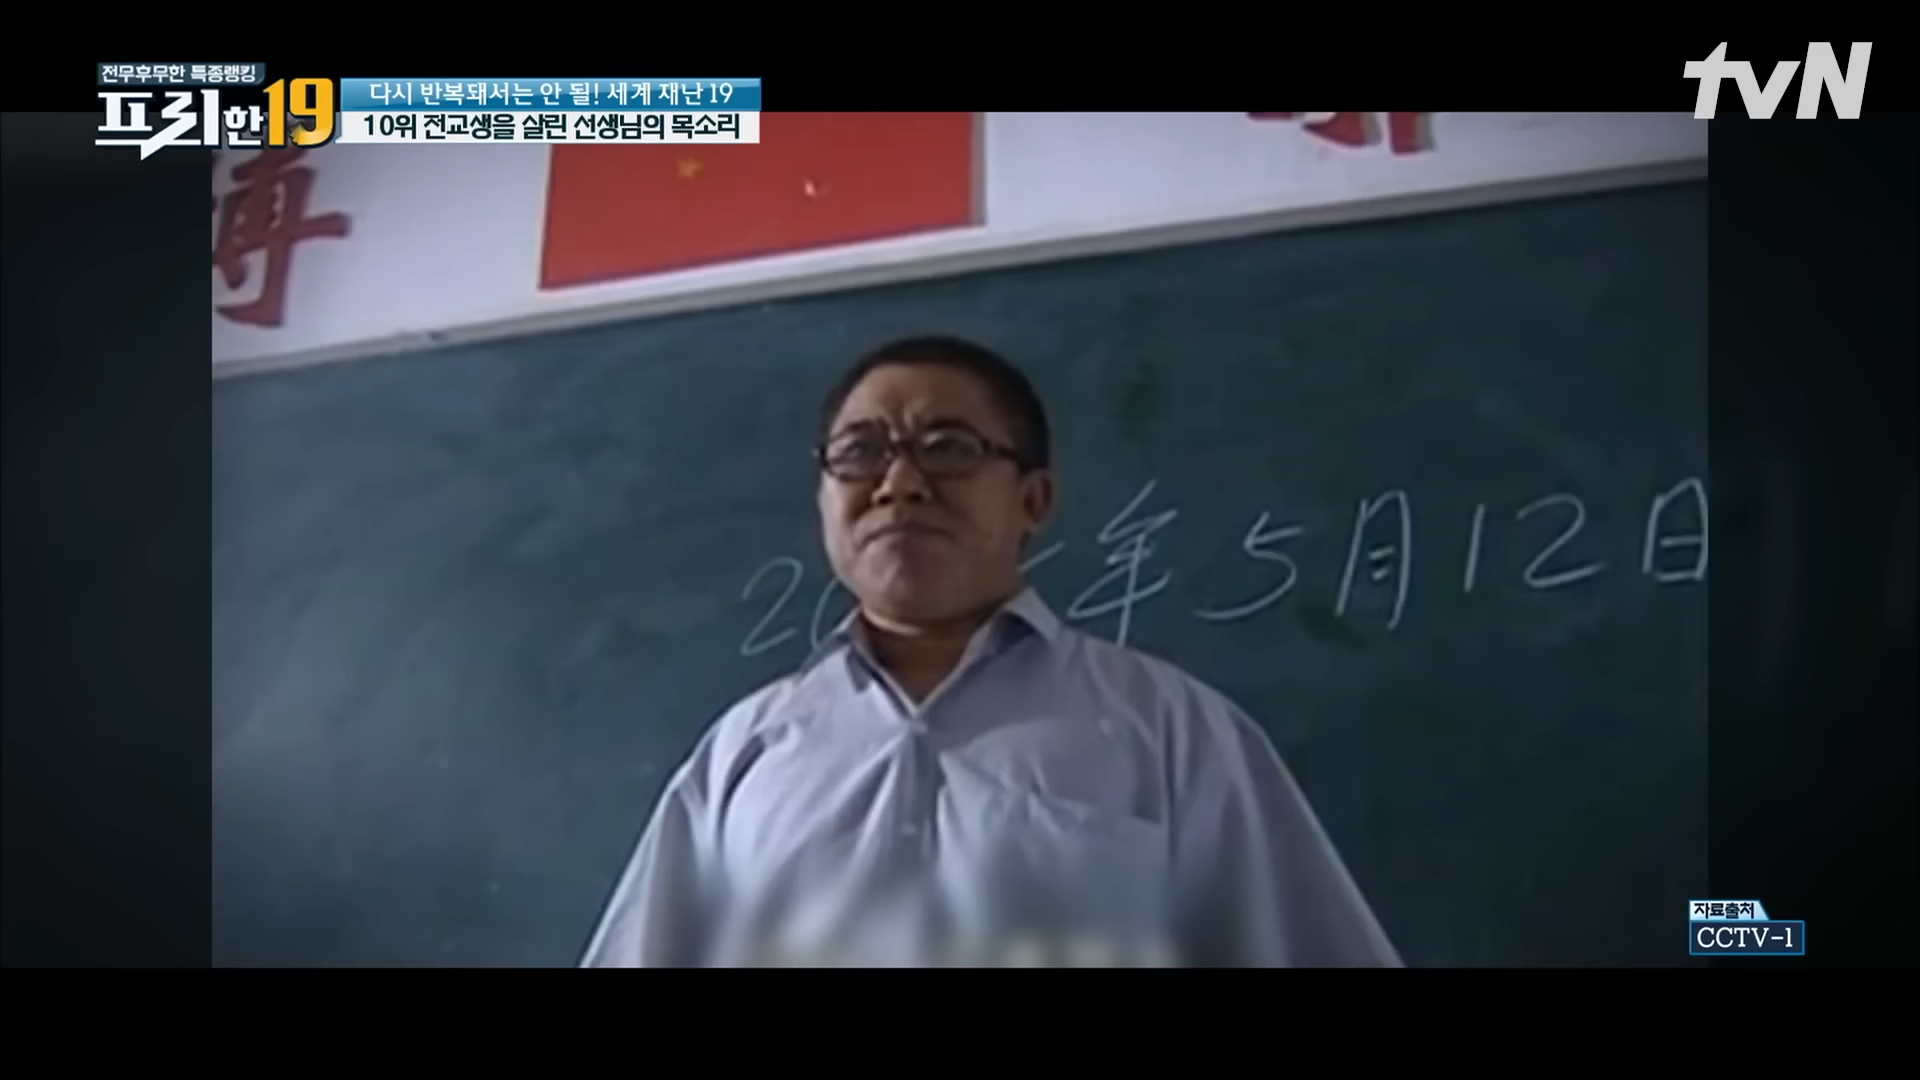 전무후무한 특종랭킹
프리한19
다시 반복돼서는 안 될! 세계 재난 19
10위 전교생을 살린 선생님의 목소리
tvN
博
年5月12日
자료출처
CCTV-1